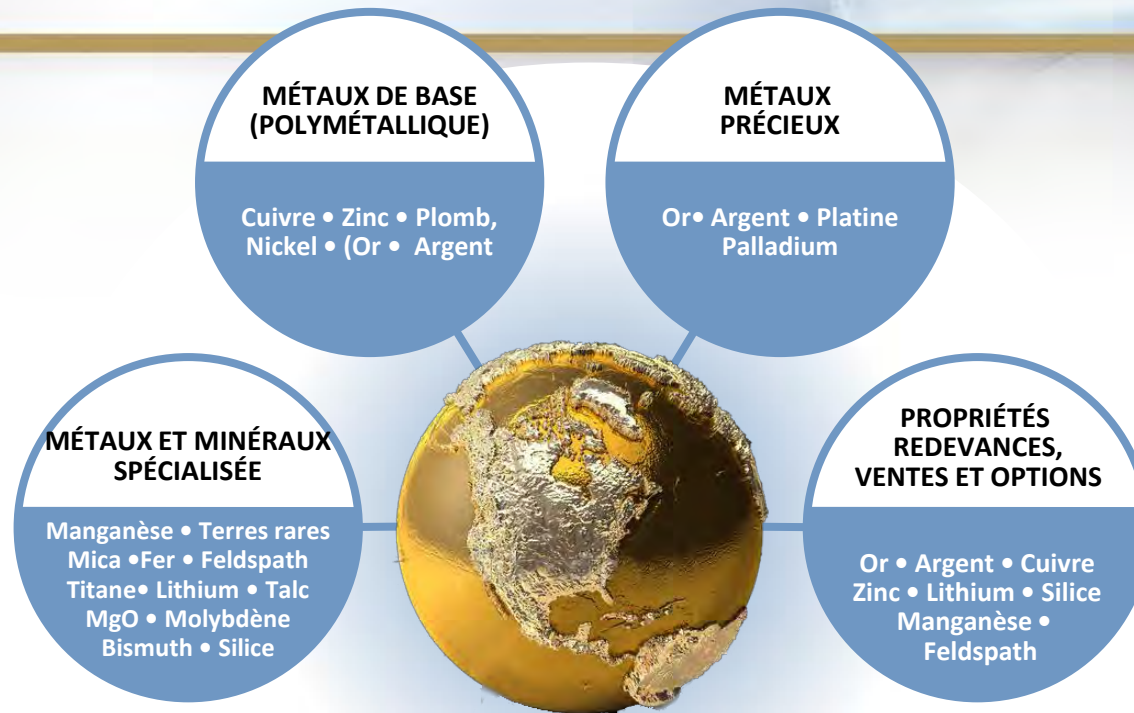 MÉTAUX DE BASE
(POLYMÉTALLIQUE)
Cuivre • Zinc • Plomb,
Nickel • (Or • Argent
MÉTAUX
PRÉCIEUX
Or• Argent • Platine
Palladium
MÉTAUX ET MINÉRAUX
SPÉCIALISÉE
Manganèse • Terres rares
Mica •Fer • Feldspath
Titane• Lithium • Talc
MgO • Molybdène
Bismuth • Silice
PROPRIÉTÉS
REDEVANCES,
VENTES ET OPTIONS
Or • Argent • Cuivre
Zinc • Lithium • Silice
Manganèse •
Feldspath